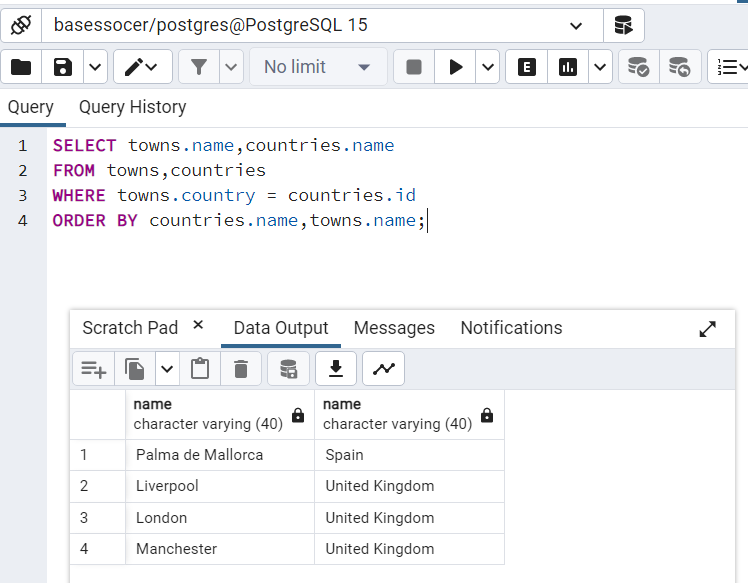 basessocer/postgres@PostgreSQL 15
No limit
E
Query Query History
1 SELECT towns.name,countries.name
2 FROM towns,countries
3 WHERE towns.country = countries.id
4 ORDER BY countries.name,towns.name;
Scratch Pad × Data Output Messages Notifications
name name
character varying (40) character varying (40)
1 Palma de Mallorca Spain
2 Liverpool United Kingdom
3 London United Kingdom
4 Manchester United Kingdom